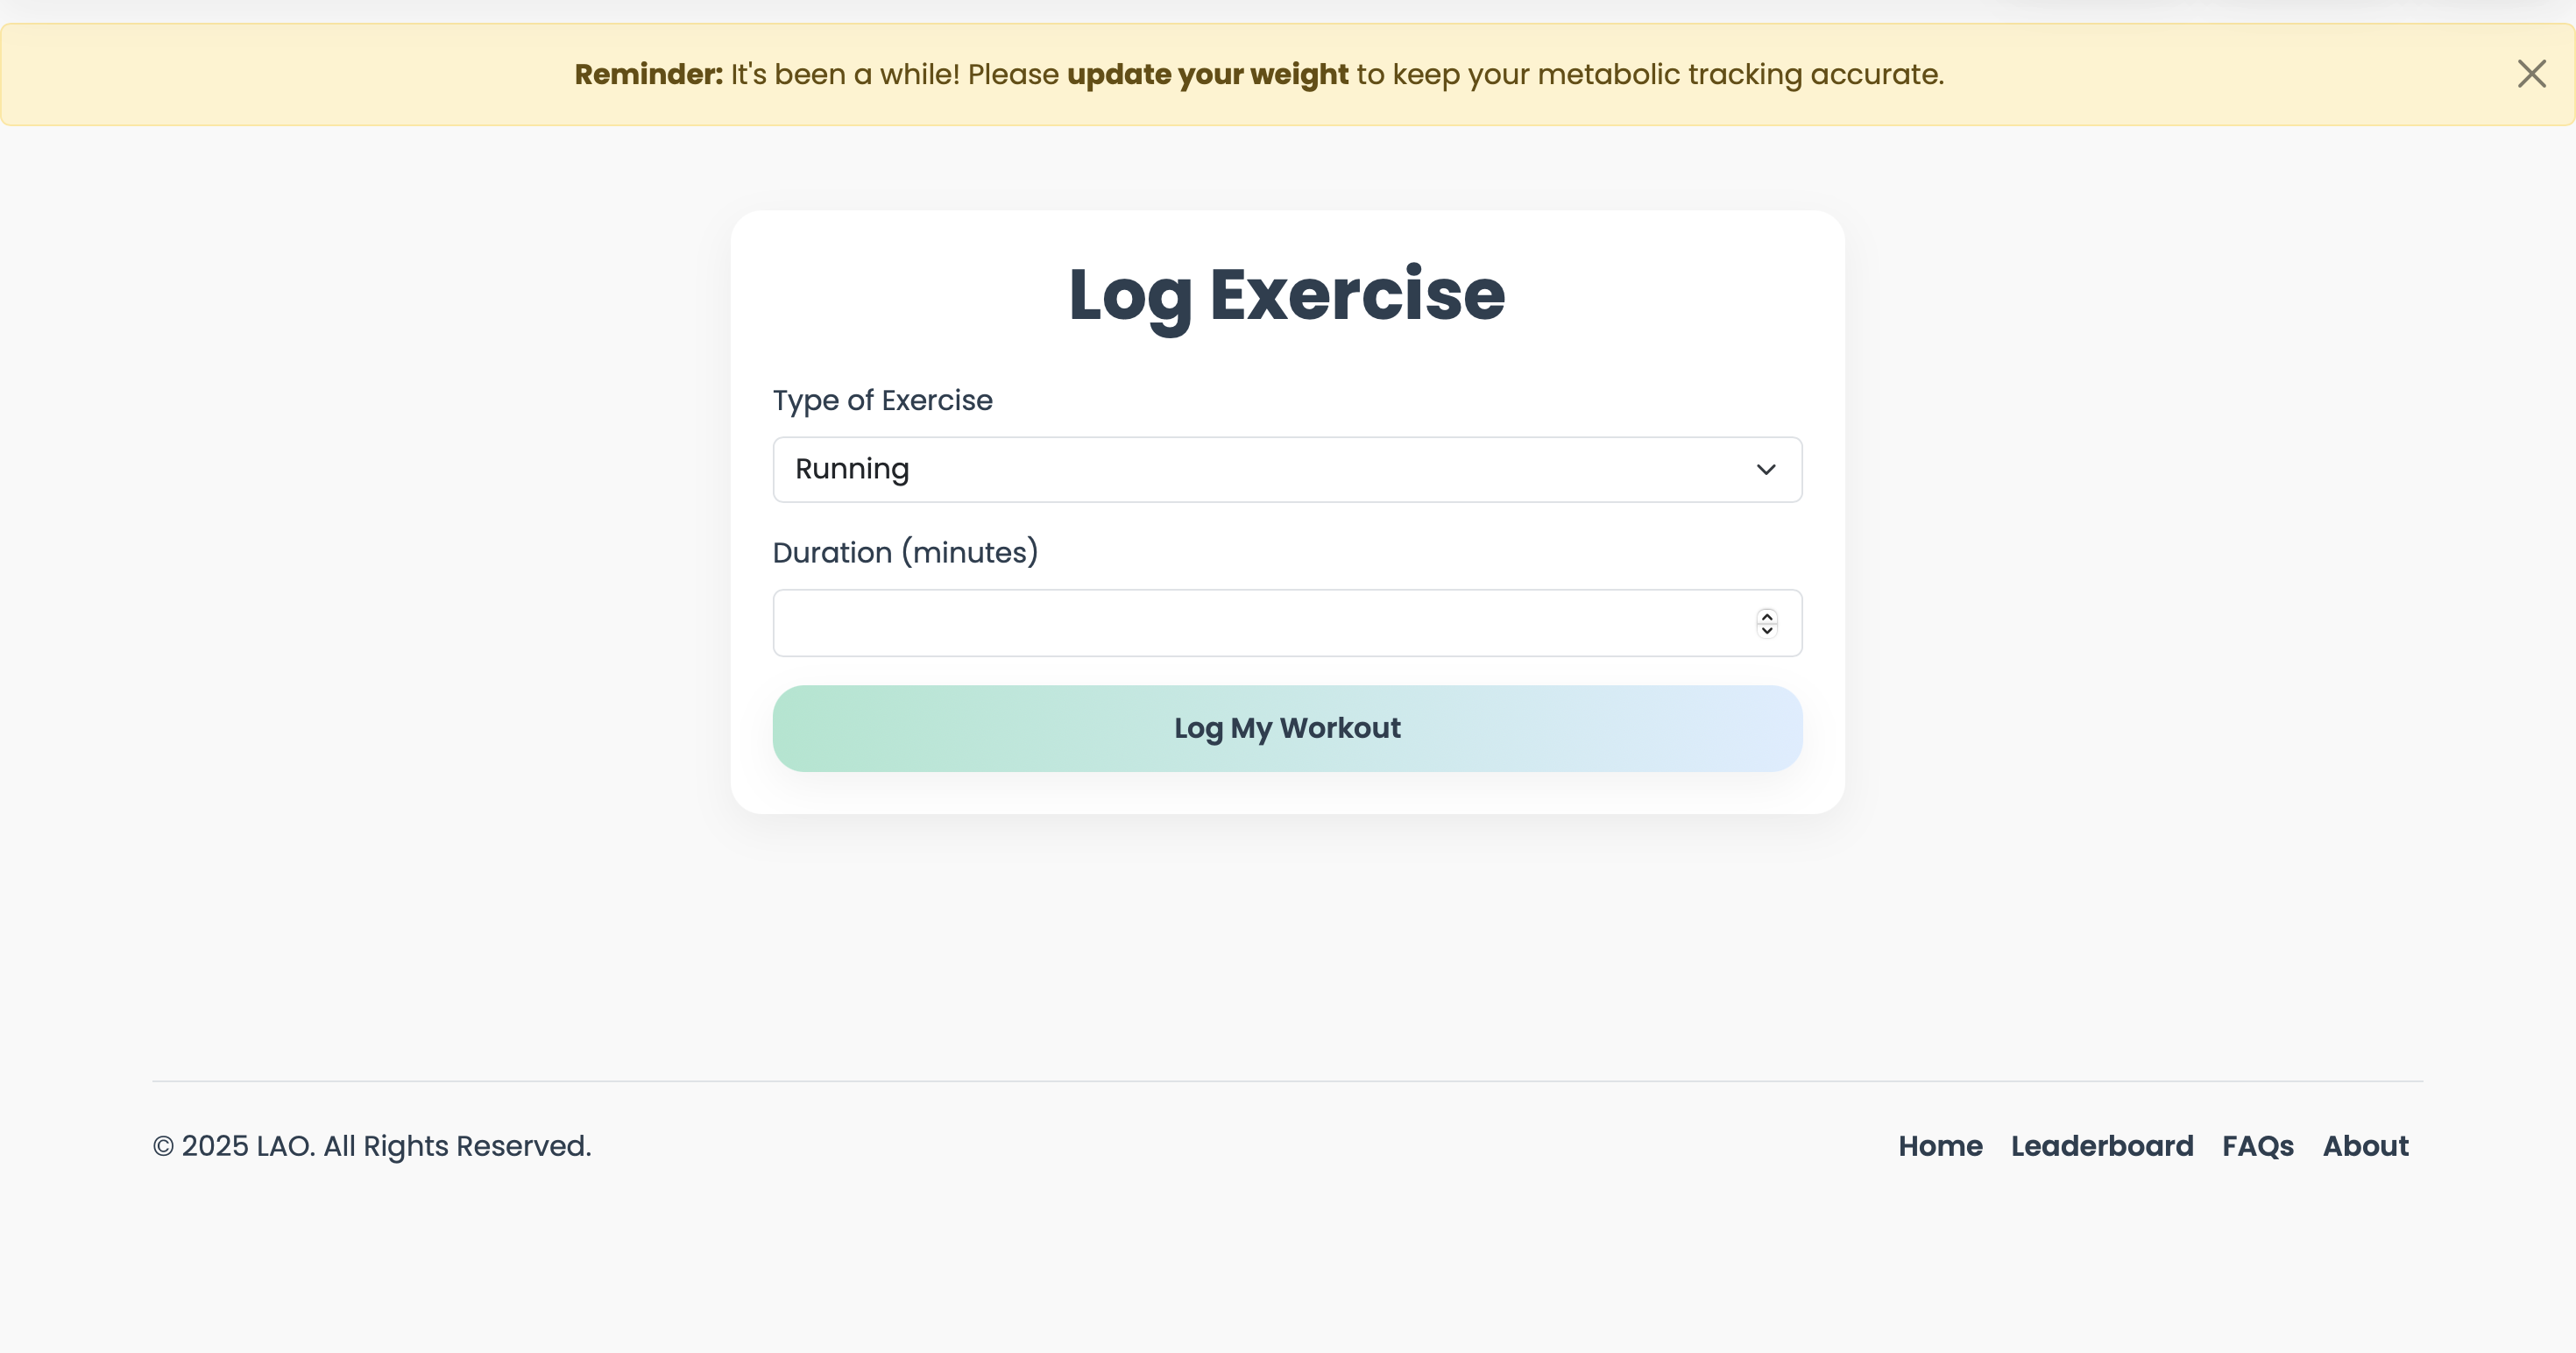 Reminder: It's been a while! Please update your weight to keep your metabolic tracking accurate.
Log Exercise
Type of Exercise
Running
Duration (minutes)
Log My Workout
© 2025 LAO. All Rights Reserved.
Home Leaderboard FAQs About